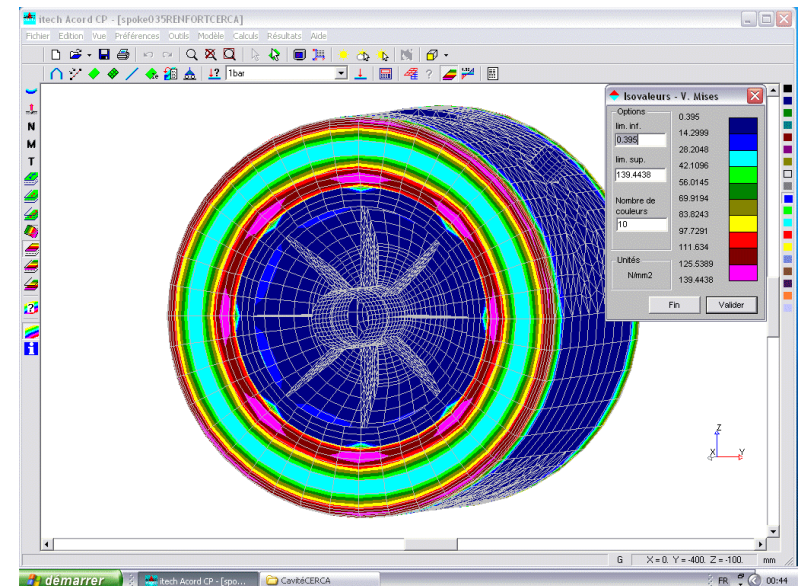 itech Acord CP - [spoke035RENFORTCERCA]
Fichier Edition Vue Préférences Outils Modèle Calculs Résultats Aide
1bar
N
M
T
Isovaleurs - V. Mises
Options
lim. inf.
0.395
lim. sup.
139.4438
Nombre de
couleurs
10
Unités
N/mm2
0.395
14.2999
28.2048
42.1096
56.0145
69.9194
83.8243
97.7291
111.634
125.5389
139.4438
Fin Valider
Z
X Y
G X=0. Y=-400. Z=-100. mm
démarrer itech Acord CP - [spo... CavitéCERCA FR 00:44